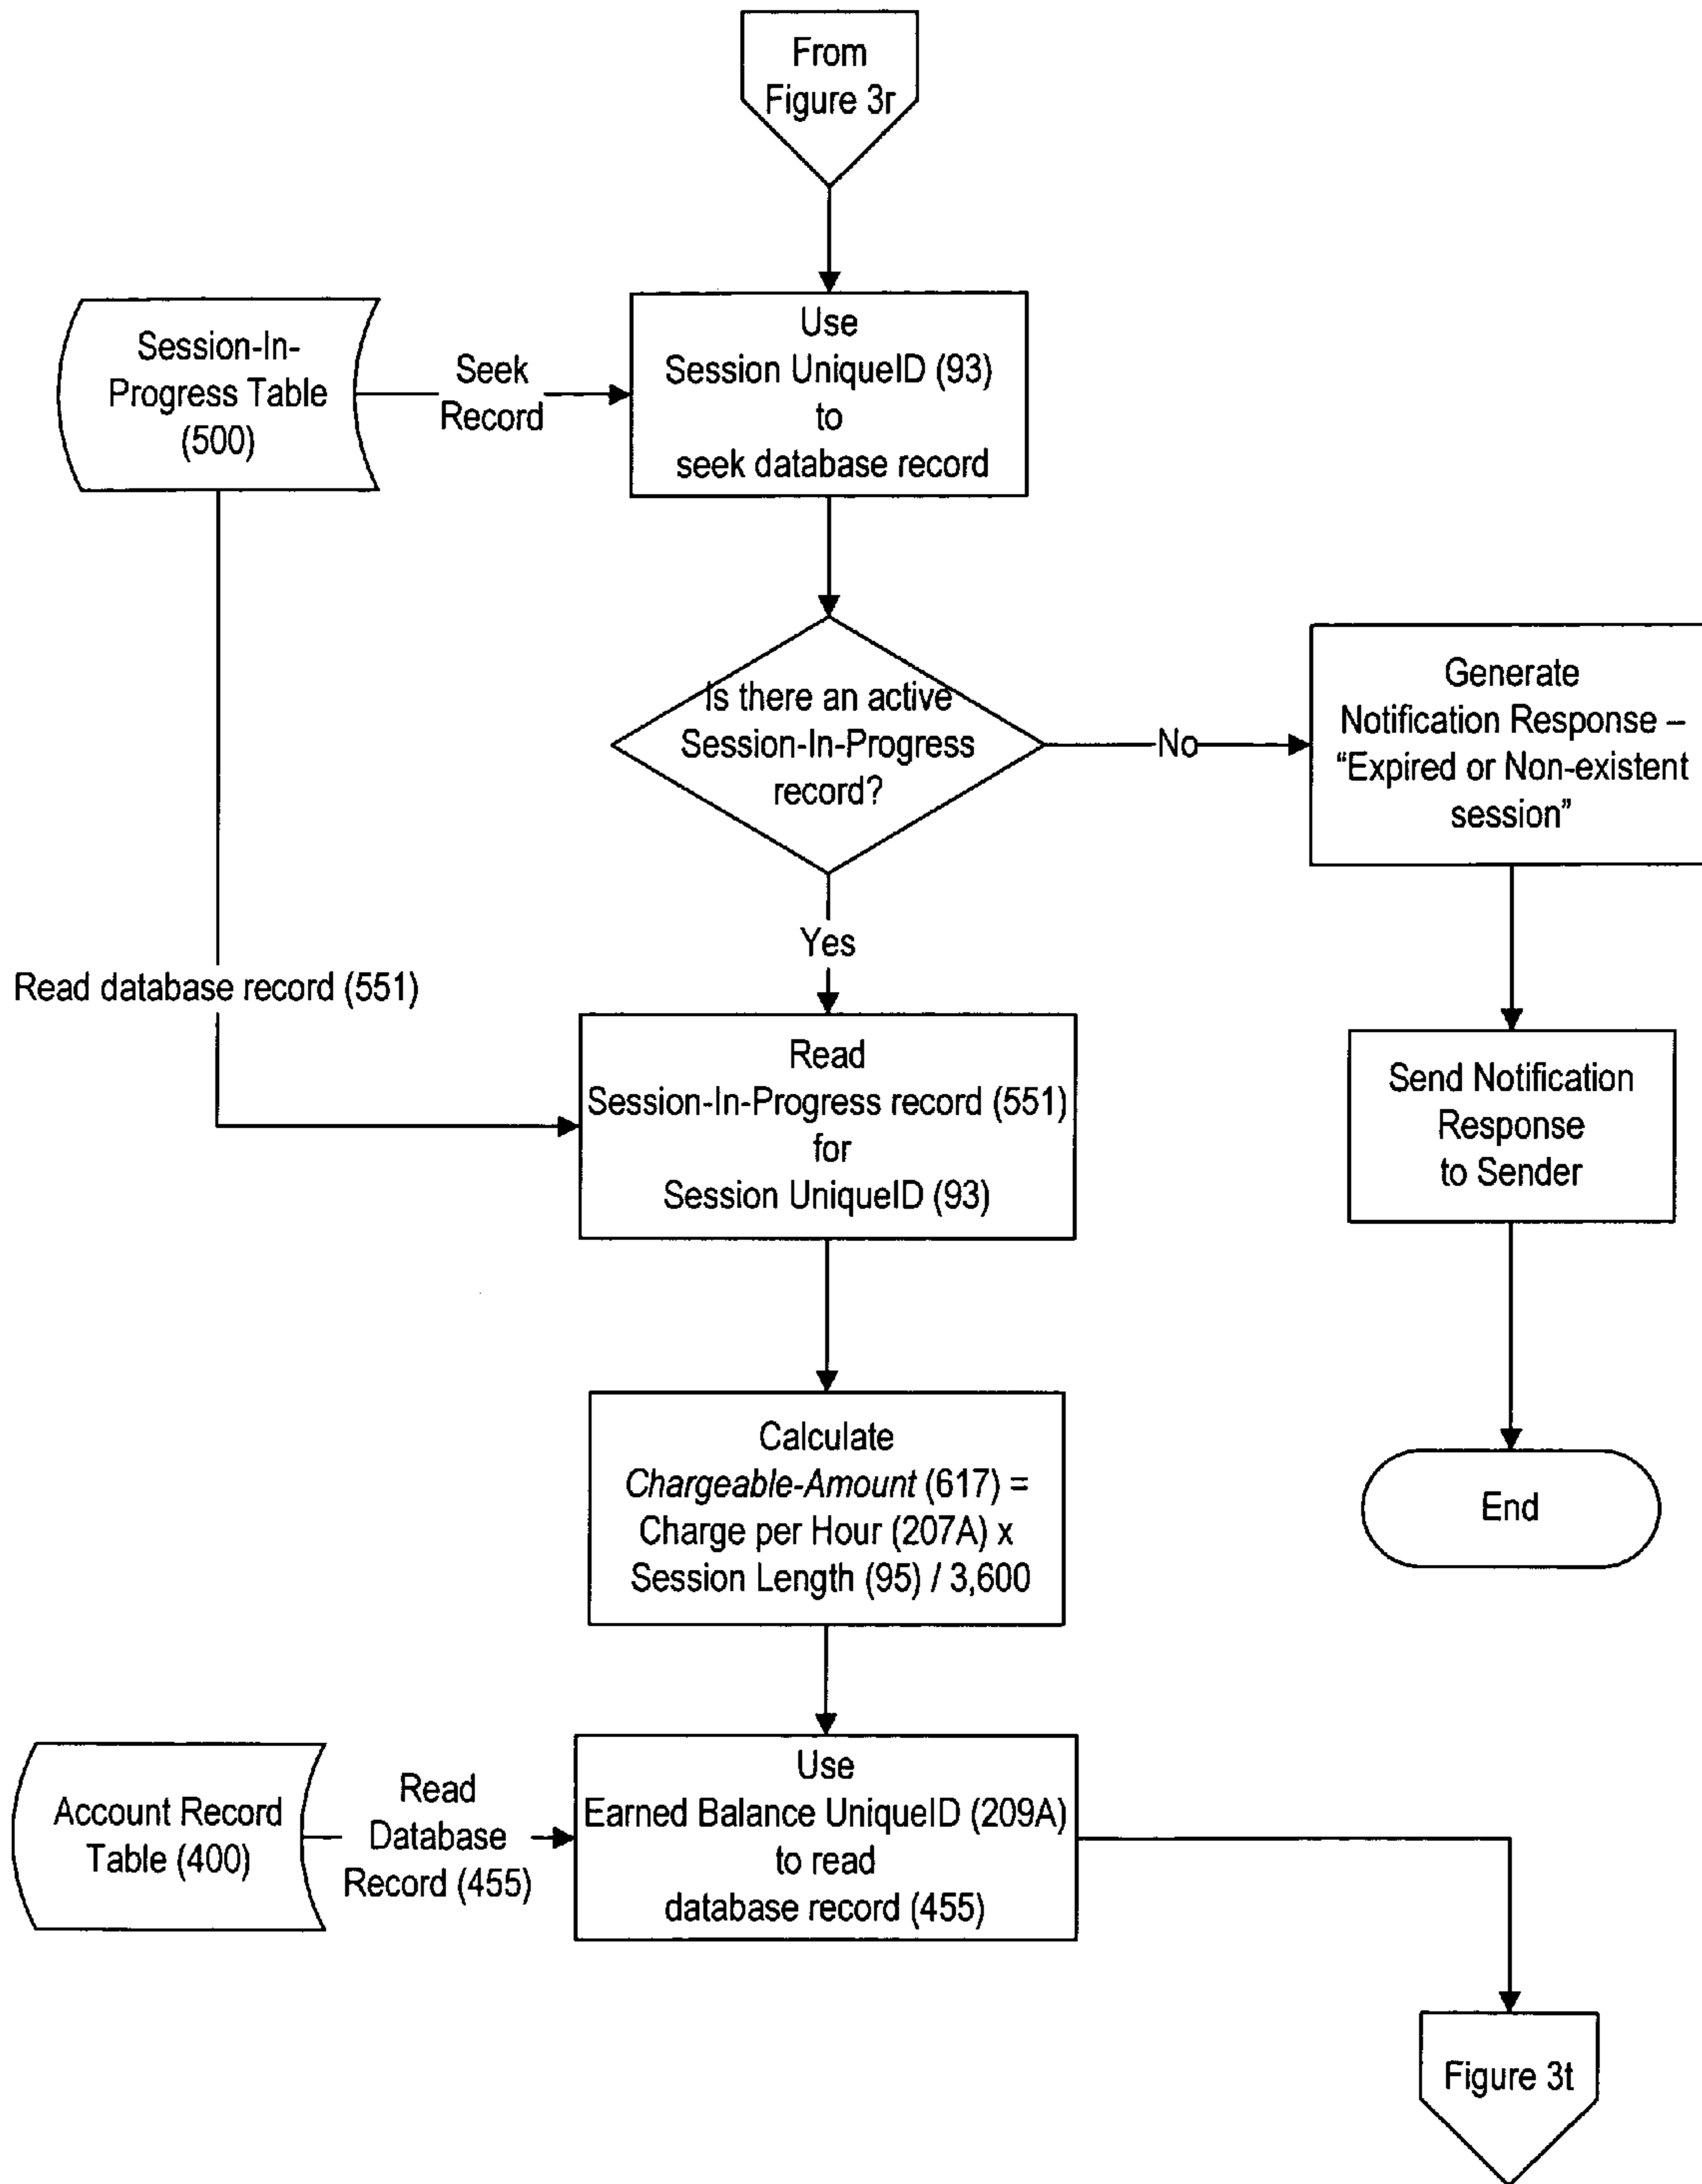 From
Figure 3r
Session-In-
Progress Table
(500)
Seek
Record
Use
Session UniqueID (93)
to
seek database record
Is there an active
Session-In-Progress
record?
No
Generate
Notification Response –
“Expired or Non-existent
session”
Yes
Read database record (551)
Read
Session-In-Progress record (551)
for
Session UniqueID (93)
Send Notification
Response
to Sender
Calculate
Chargeable-Amount (617) =
Charge per Hour (207A) x
Session Length (95) / 3,600
End
Account Record
Table (400)
Read
Database
Record (455)
Use
Earned Balance UniqueID (209A)
to read
database record (455)
Figure 3t